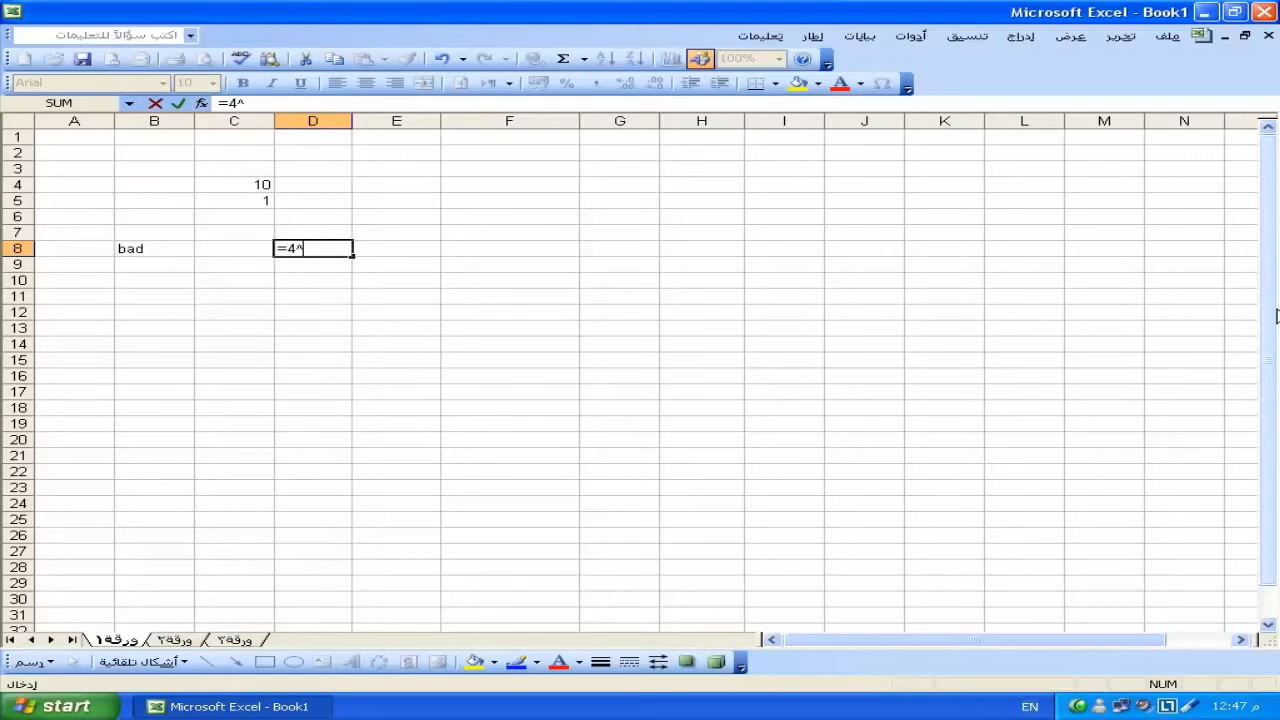 Microsoft Excel - Book1
ملف تحرير عرض إدراج تنسيق أدوات بيانات إطار تعليمات
اكتب سؤالاً للتعليمات
100%
Arial 10 B I U
SUM fx =4^
A B C D E F G H I J K L M N
1
2
3
4 10
5 1
6
7
8 bad =4^
9
10
11
12
13
14
15
16
17
18
19
20
21
22
23
24
25
26
27
28
29
30
31
32
ورقة١ ورقة٢ ورقة٣
رسم أشكال تلقائية
إدخال NUM
start Microsoft Excel - Book1 EN 12:47 م